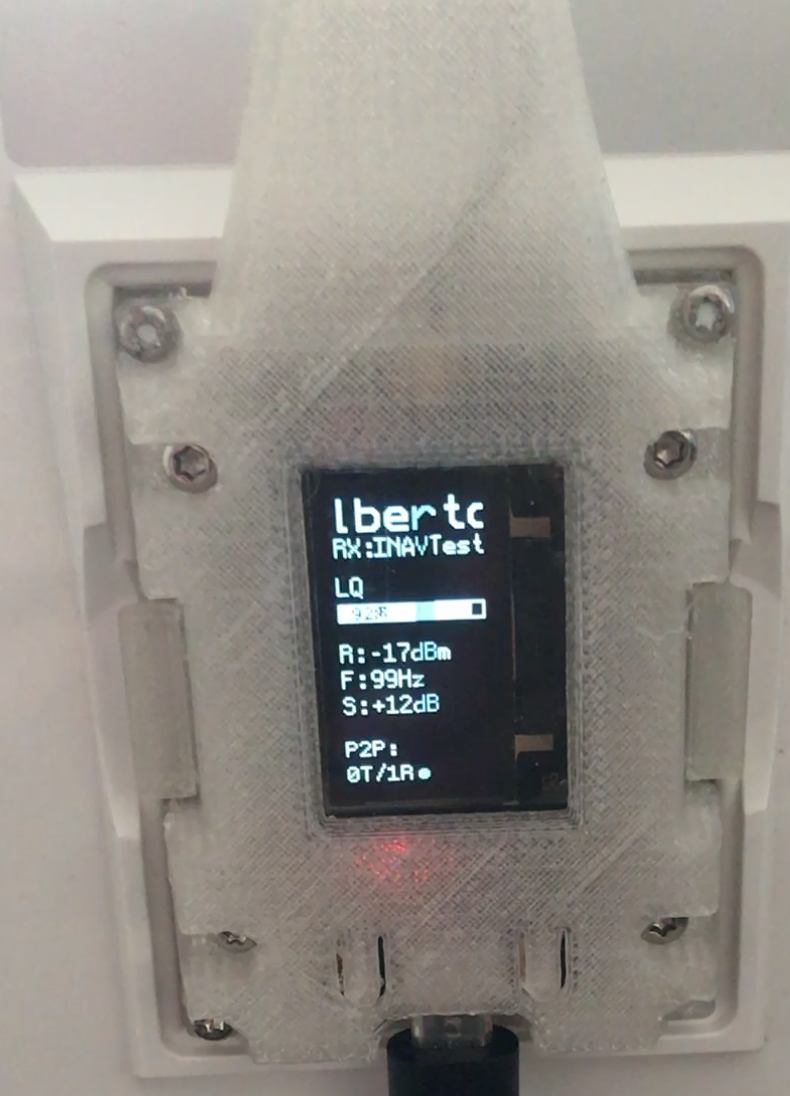 lbertc
RX:INAVTest
LQ
R:-17dBm
F:99Hz
S:+12dB
P2P:
0T/1R